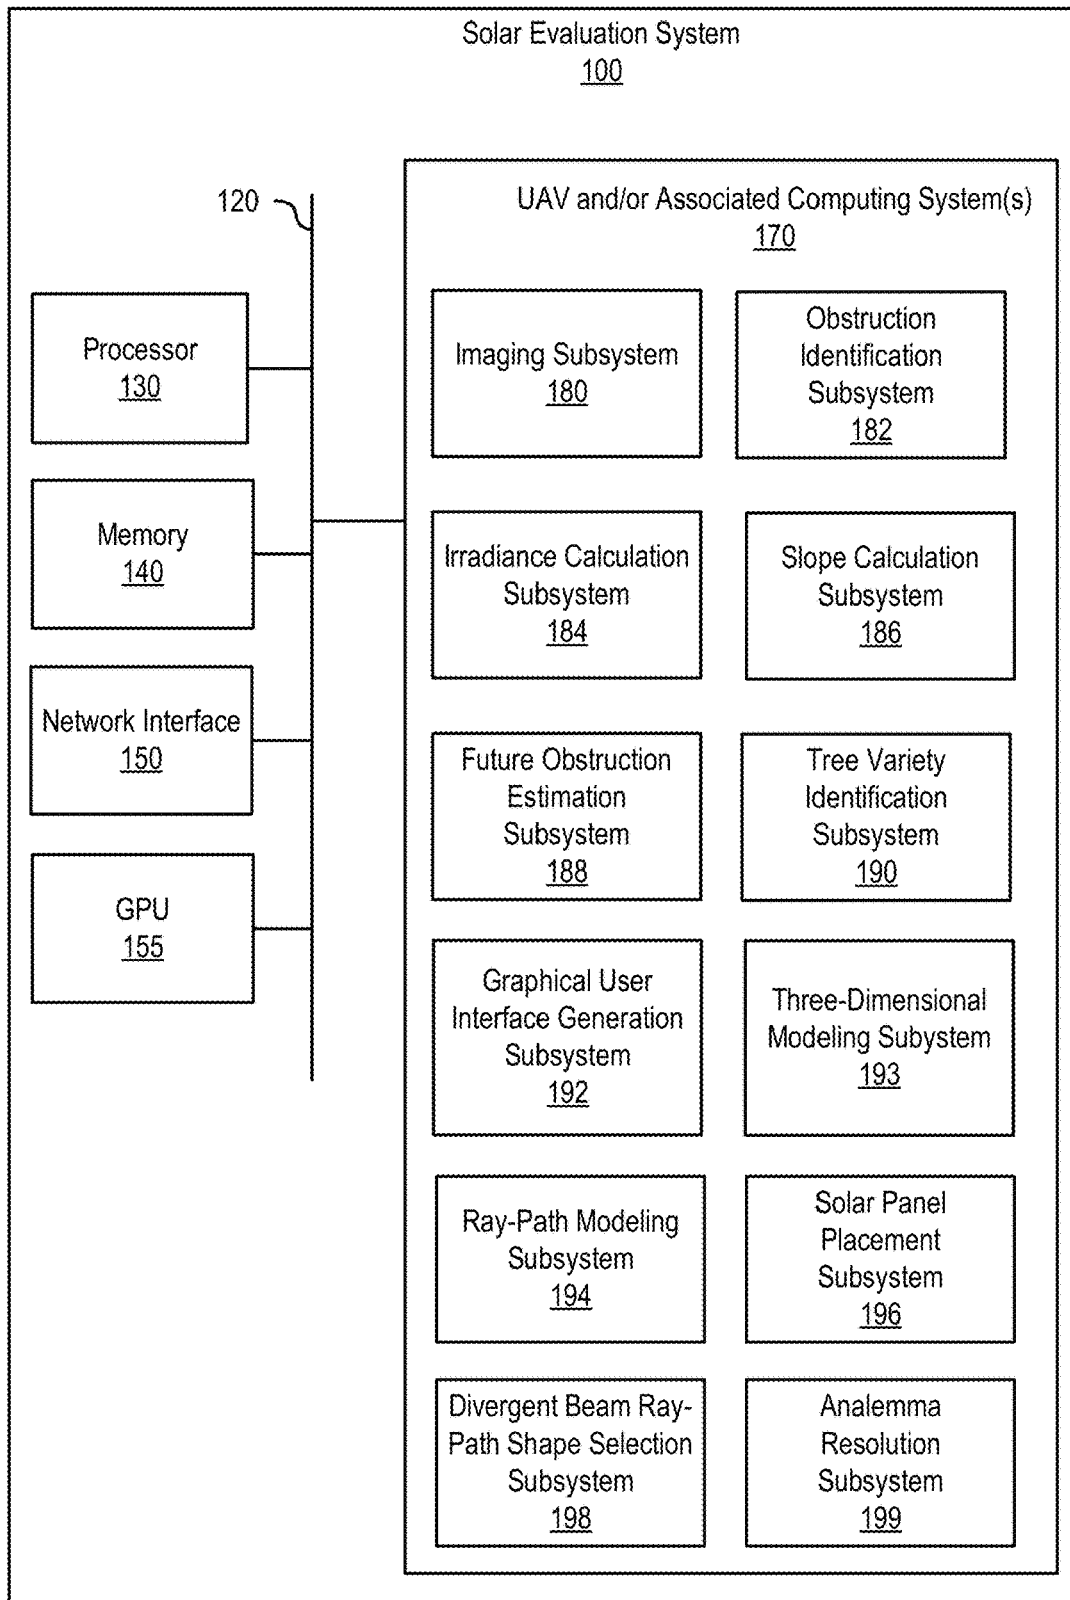 Solar Evaluation System
100
120
UAV and/or Associated Computing System(s)
170
Processor
130
Memory
140
Network Interface
150
GPU
155
Imaging Subsystem
180
Obstruction
Identification
Subsystem
182
Irradiance Calculation
Subsystem
184
Slope Calculation
Subsystem
186
Future Obstruction
Estimation
Subsystem
188
Tree Variety
Identification
Subsystem
190
Graphical User
Interface Generation
Subsystem
192
Three-Dimensional
Modeling Subystem
193
Ray-Path Modeling
Subsystem
194
Solar Panel
Placement
Subsystem
196
Divergent Beam Ray-
Path Shape Selection
Subsystem
198
Analemma
Resolution
Subsystem
199